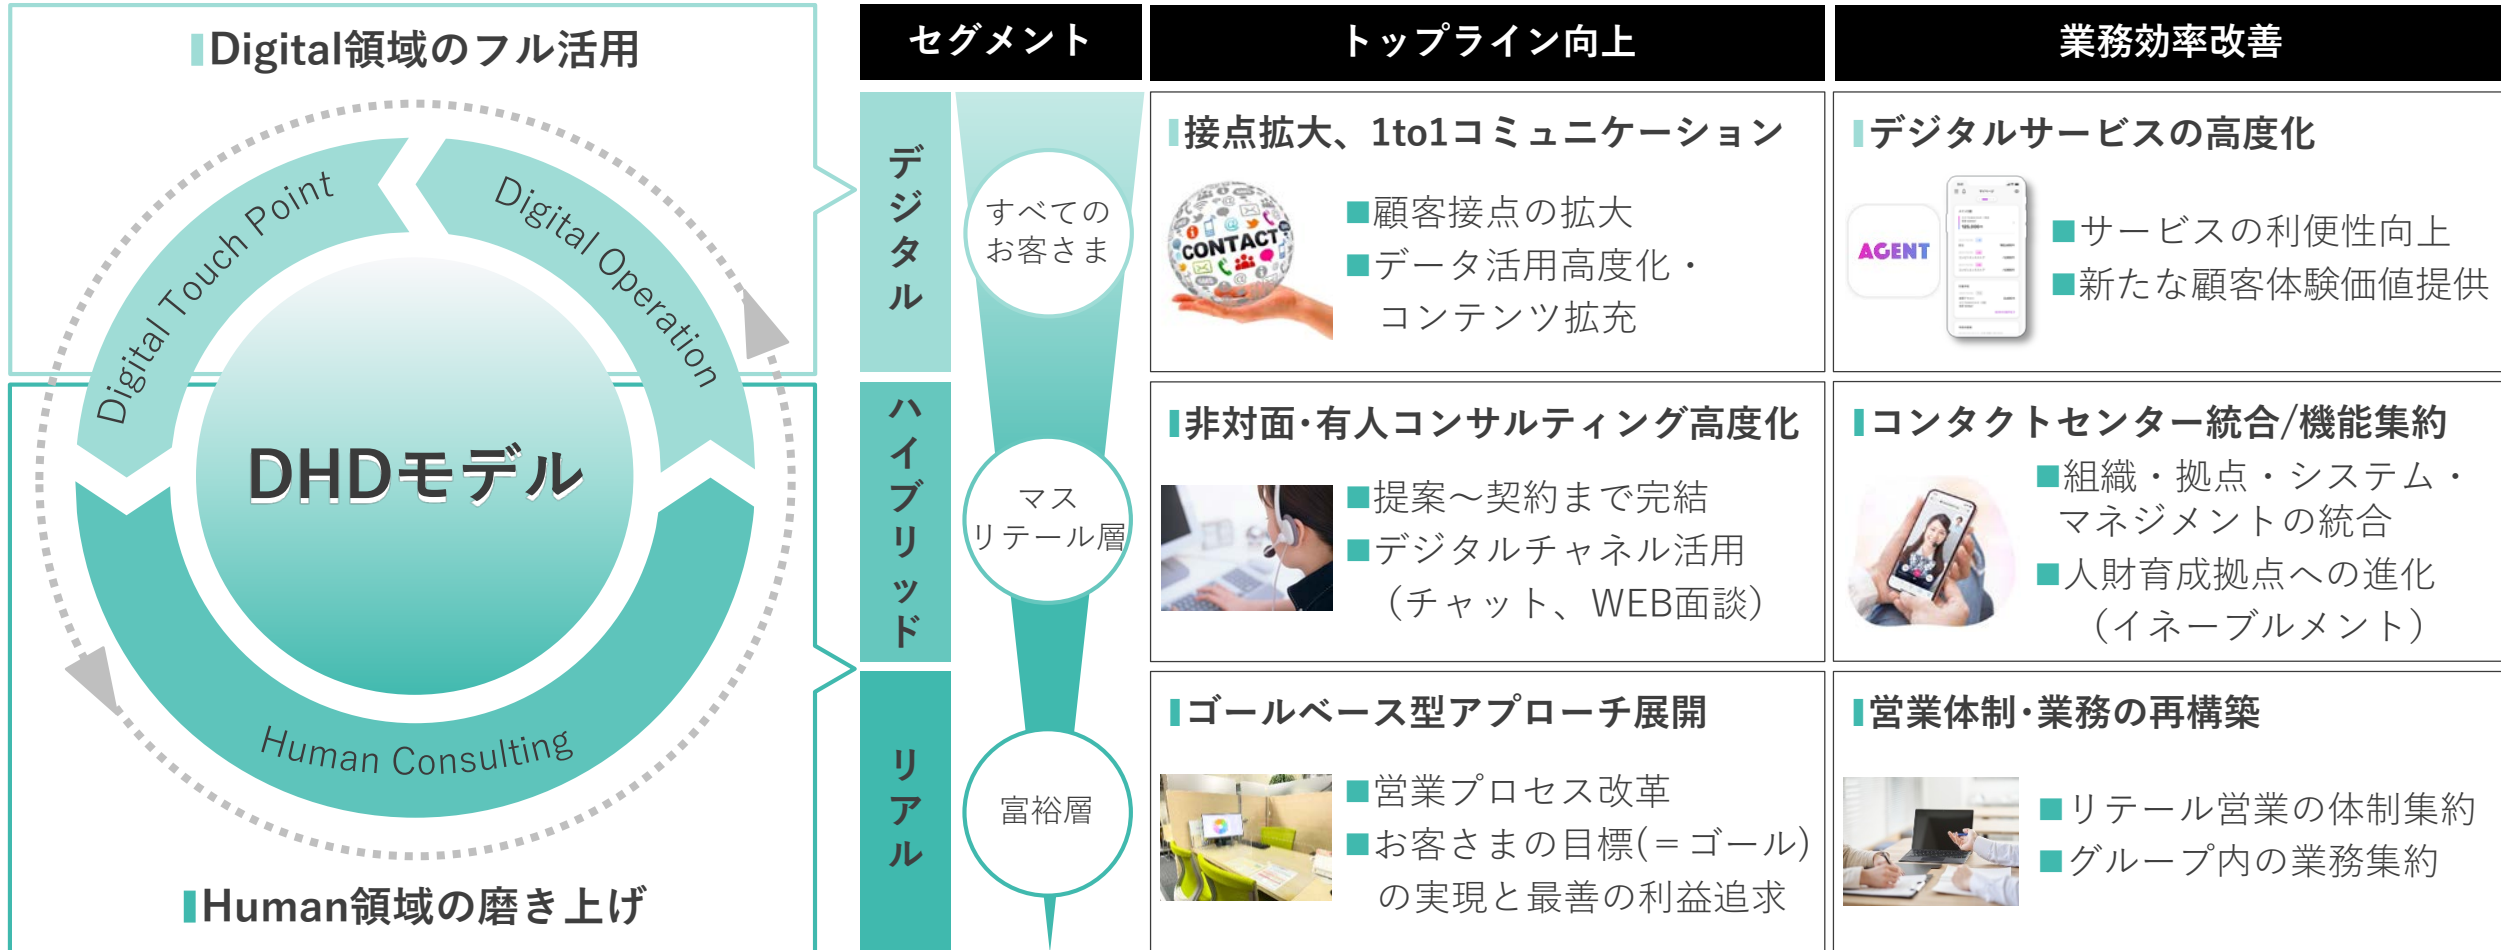 Digital領域のフル活用
Digital Touch Point
Digital Operation
DHDモデル
Human Consulting
Human領域の磨き上げ
セグメント
トップライン向上
業務効率改善
デジタル
すべての
お客さま
接点拡大、1to1コミュニケーション
CONTACT
■顧客接点の拡大
■データ活用高度化・
コンテンツ拡充
デジタルサービスの高度化
AGENT
■サービスの利便性向上
■新たな顧客体験価値提供
ハイブリッド
マス
リテール層
非対面･有人コンサルティング高度化
■提案～契約まで完結
■デジタルチャネル活用
（チャット、WEB面談）
コンタクトセンター統合/機能集約
■組織・拠点・システム・
マネジメントの統合
■人財育成拠点への進化
（イネーブルメント）
リアル
富裕層
ゴールベース型アプローチ展開
■営業プロセス改革
■お客さまの目標(＝ゴール)
の実現と最善の利益追求
営業体制･業務の再構築
■リテール営業の体制集約
■グループ内の業務集約